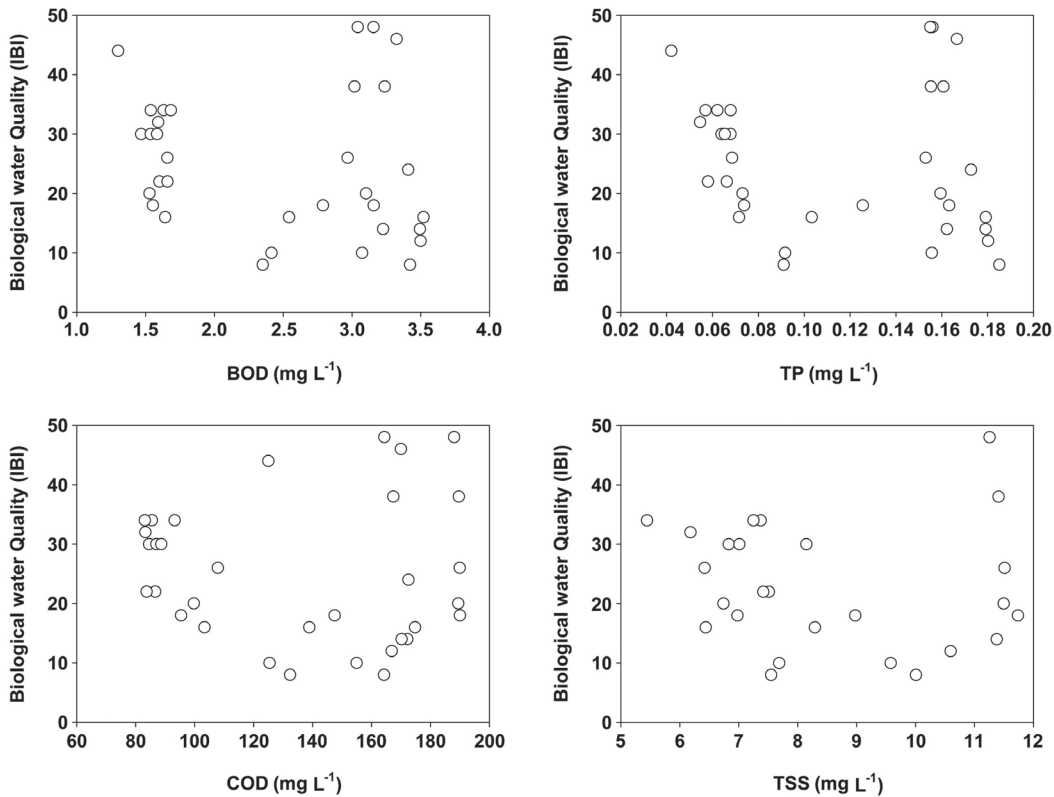 50
40
30
20
10
0
Biological water Quality (IBI)
1.0 1.5 2.0 2.5 3.0 3.5 4.0
BOD (mg L⁻¹)
50
40
30
20
10
0
Biological water Quality (IBI)
0.02 0.04 0.06 0.08 0.10 0.12 0.14 0.16 0.18 0.20
TP (mg L⁻¹)
50
40
30
20
10
0
Biological water Quality (IBI)
60 80 100 120 140 160 180 200
COD (mg L⁻¹)
50
40
30
20
10
0
Biological water Quality (IBI)
5 6 7 8 9 10 11 12
TSS (mg L⁻¹)